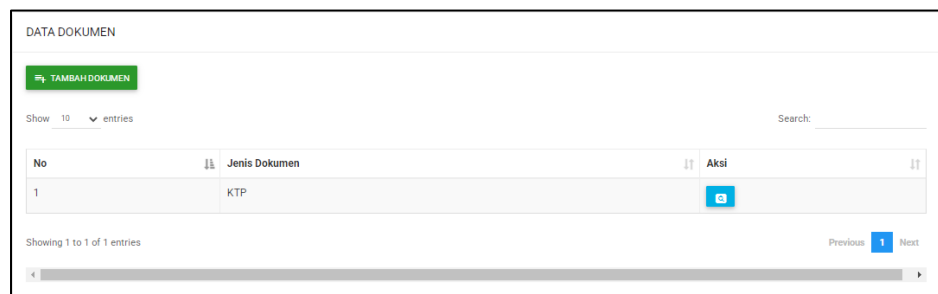 DATA DOKUMEN
TAMBAH DOKUMEN
Show 10 entries Search:
No Jenis Dokumen Aksi
1 KTP
Showing 1 to 1 of 1 entries Previous 1 Next